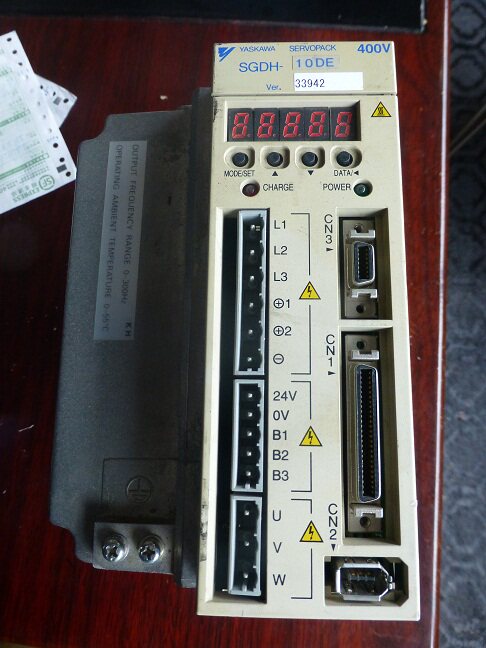 YASKAWA SERVOPACK 400V
SGDH- 10DE
Ver. 33942
MODE/SET ▲ ▼ DATA/◄
CHARGE POWER
L1
L2
L3
⊕1
⊕2
⊖
24V
0V
B1
B2
B3
U
V
W
CN3
CN1
CN2
OUTPUT FREQUENCY RANGE 0-300Hz
OPERATING AMBIENT TEMPERATURE 0-55°C
KH